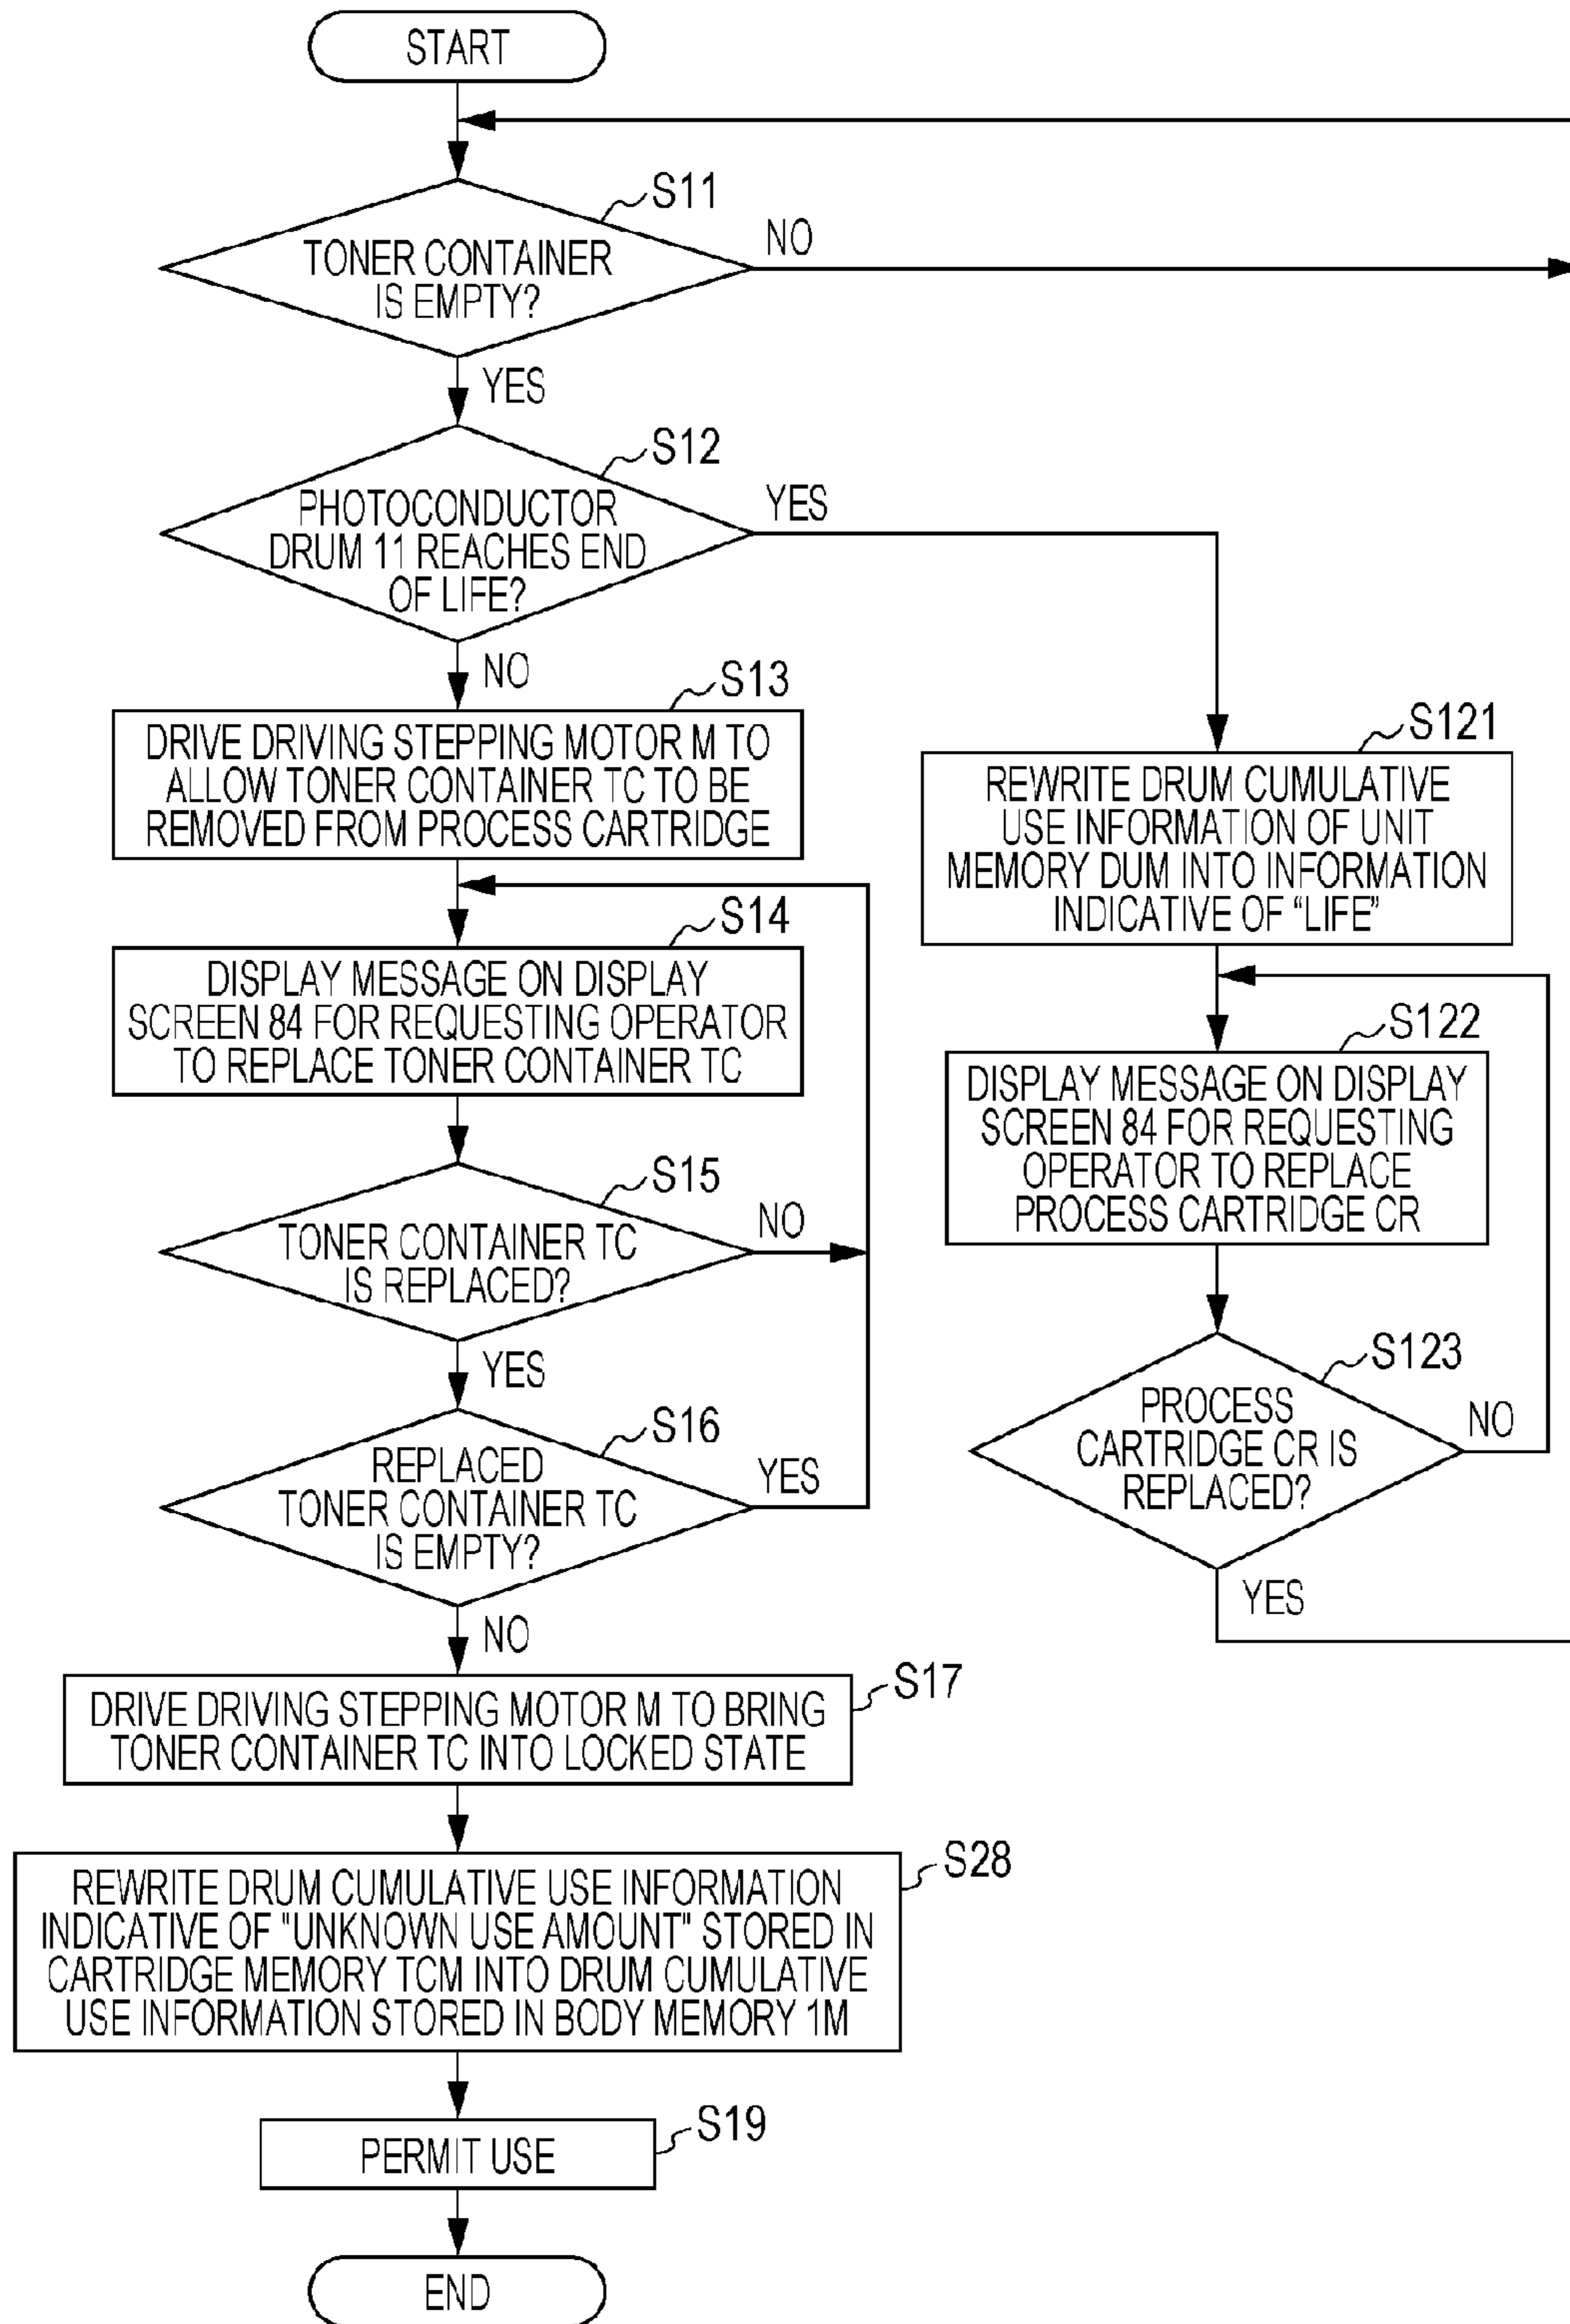 START
S11
TONER CONTAINER
IS EMPTY?
NO
YES
S12
PHOTOCONDUCTOR
DRUM 11 REACHES END
OF LIFE?
YES
NO
S13
DRIVE DRIVING STEPPING MOTOR M TO
ALLOW TONER CONTAINER TC TO BE
REMOVED FROM PROCESS CARTRIDGE
S14
DISPLAY MESSAGE ON DISPLAY
SCREEN 84 FOR REQUESTING OPERATOR
TO REPLACE TONER CONTAINER TC
S15
TONER CONTAINER TC
IS REPLACED?
NO
YES
S16
REPLACED
TONER CONTAINER TC
IS EMPTY?
YES
NO
S17
DRIVE DRIVING STEPPING MOTOR M TO BRING
TONER CONTAINER TC INTO LOCKED STATE
S28
REWRITE DRUM CUMULATIVE USE INFORMATION
INDICATIVE OF "UNKNOWN USE AMOUNT" STORED IN
CARTRIDGE MEMORY TCM INTO DRUM CUMULATIVE
USE INFORMATION STORED IN BODY MEMORY 1M
S19
PERMIT USE
END
S121
REWRITE DRUM CUMULATIVE
USE INFORMATION OF UNIT
MEMORY DUM INTO INFORMATION
INDICATIVE OF “LIFE”
S122
DISPLAY MESSAGE ON DISPLAY
SCREEN 84 FOR REQUESTING
OPERATOR TO REPLACE
PROCESS CARTRIDGE CR
S123
PROCESS
CARTRIDGE CR IS
REPLACED?
NO
YES